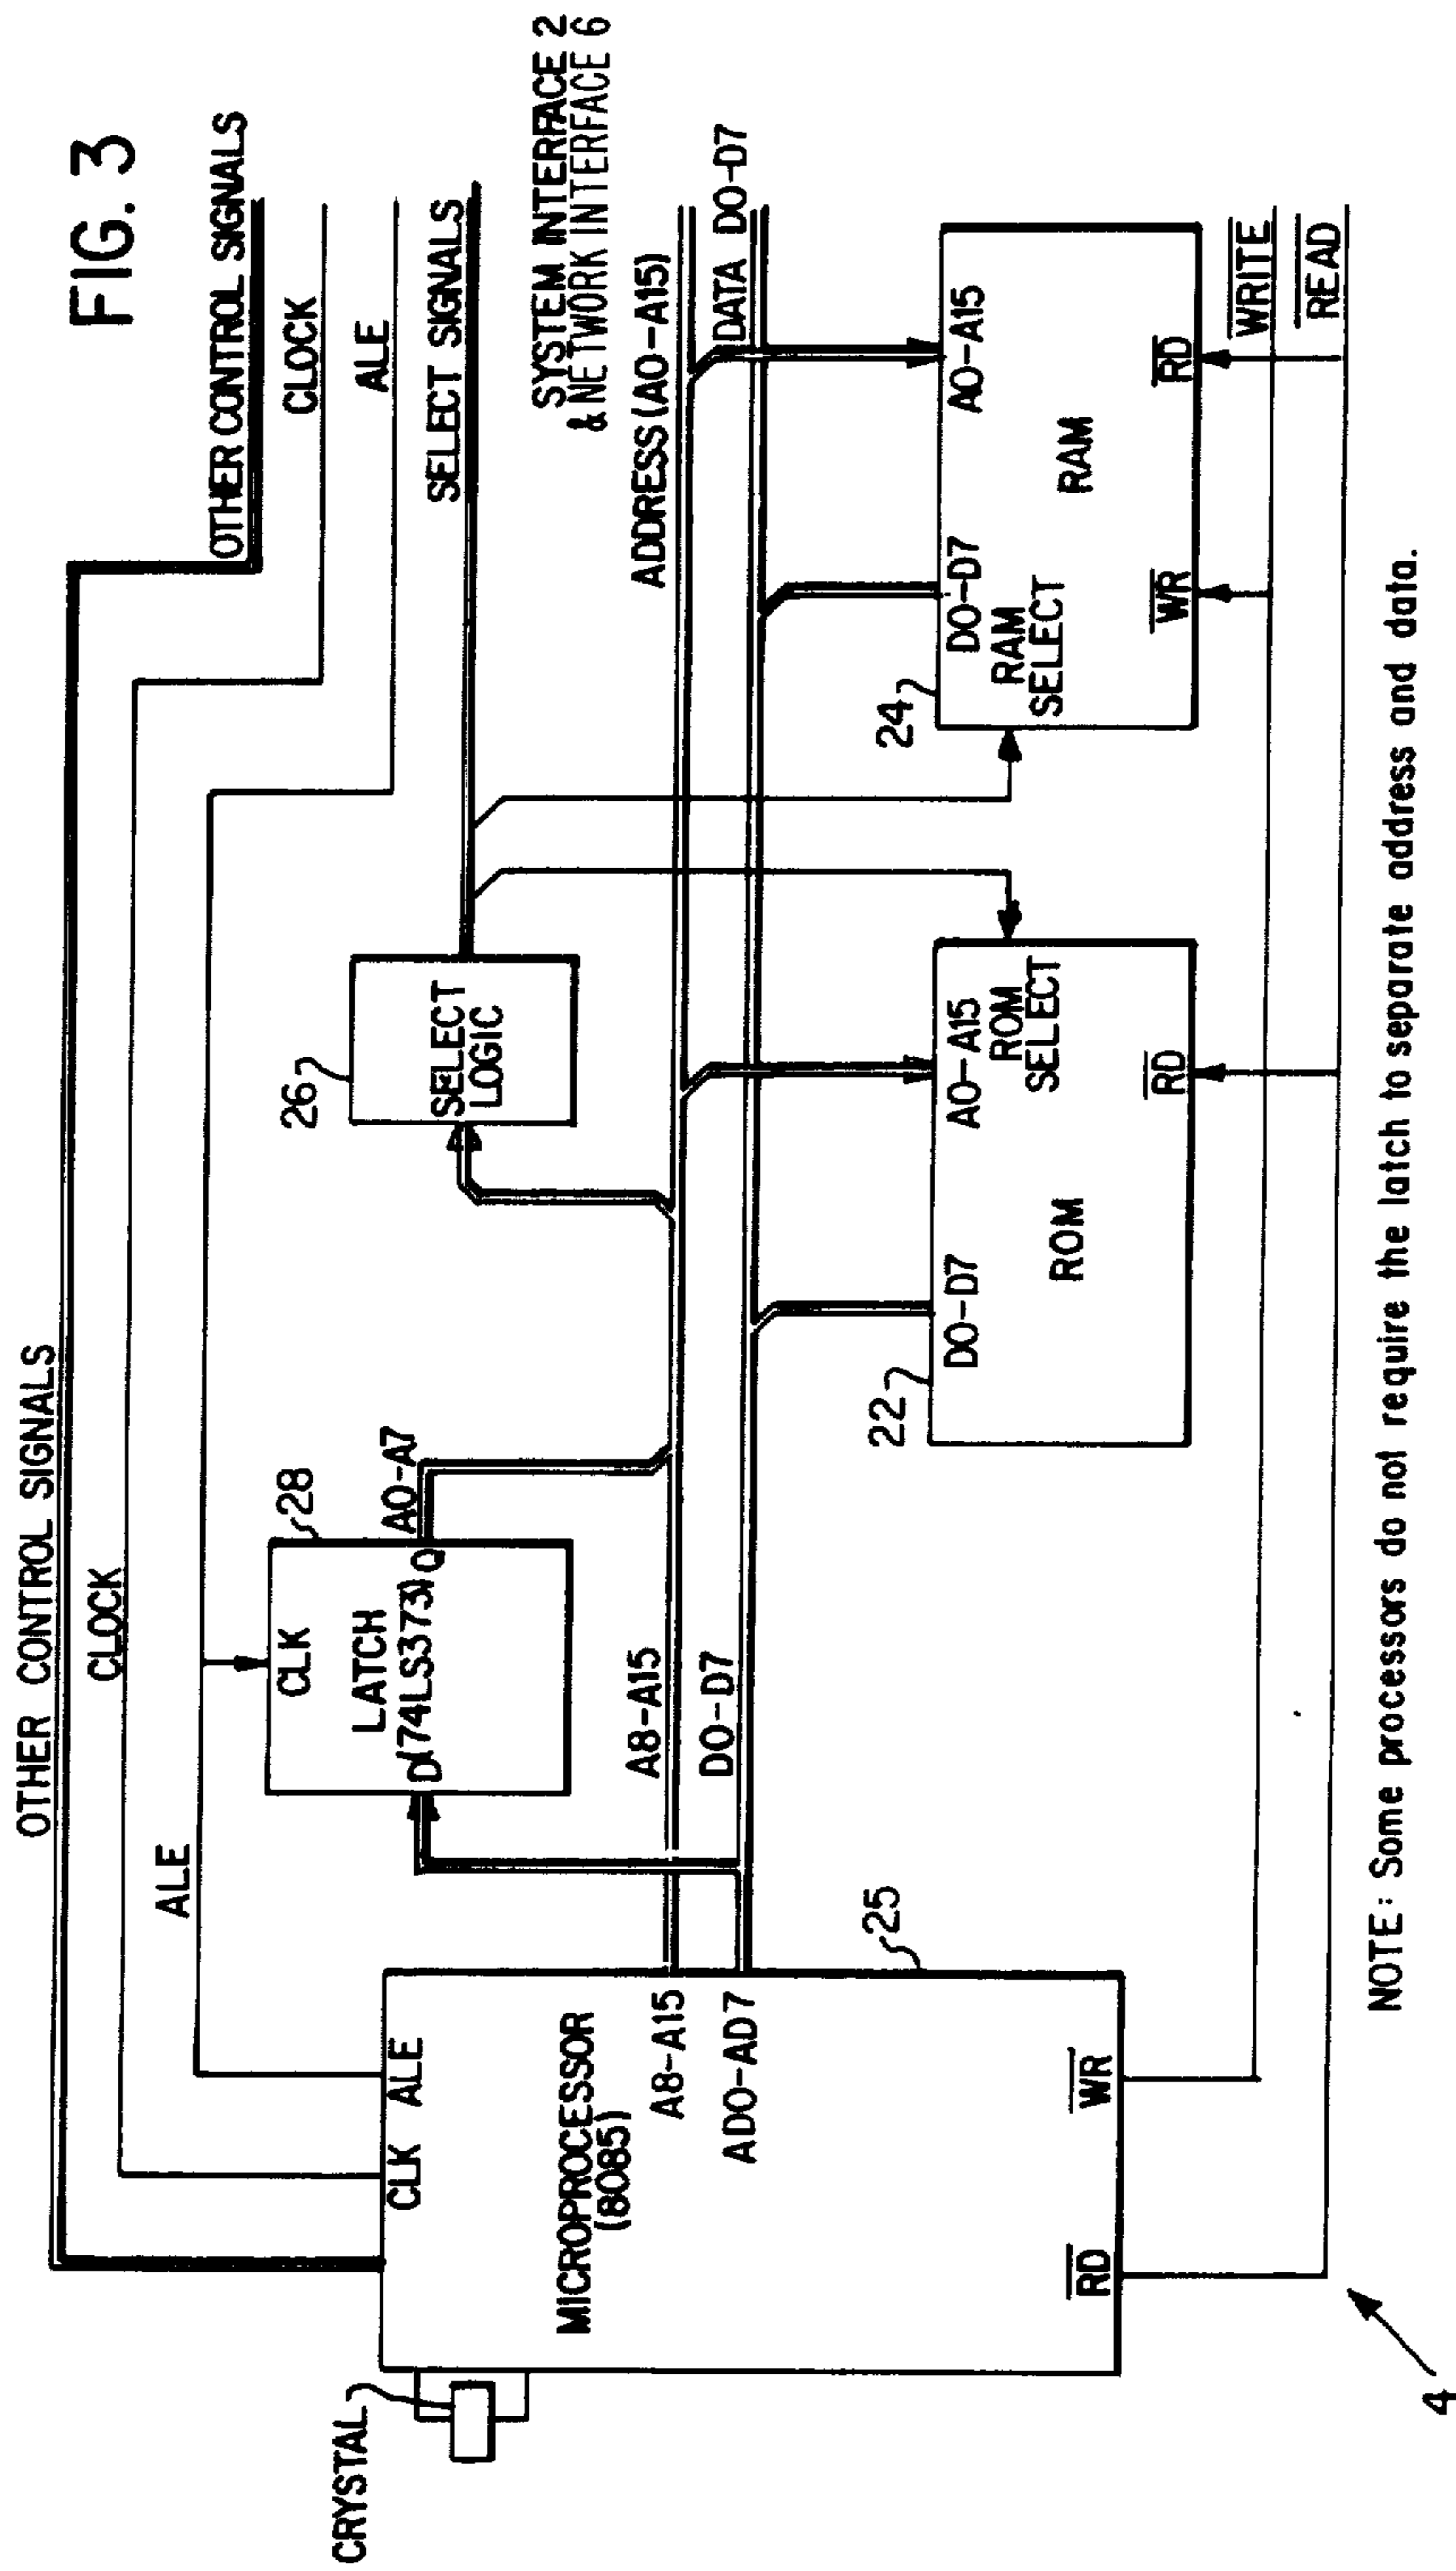 FIG. 3
OTHER CONTROL SIGNALS
OTHER CONTROL SIGNALS
CLOCK
CLOCK
ALE
ALE
SELECT SIGNALS
SYSTEM INTERFACE 2
& NETWORK INTERFACE 6
28
CLK
LATCH
D(74LS373)Q
A0-A7
26
SELECT
LOGIC
CRYSTAL
CLK
ALE
MICROPROCESSOR
(8085)
A8-A15
AD0-AD7
RD
WR
25
A8-A15
D0-D7
ADDRESS(A0-A15)
DATA D0-D7
22
D0-D7
A0-A15
ROM
SELECT
ROM
RD
24
D0-D7
A0-A15
RAM
SELECT
RAM
WR
RD
WRITE
READ
4
NOTE: Some processors do not require the latch to separate address and data.